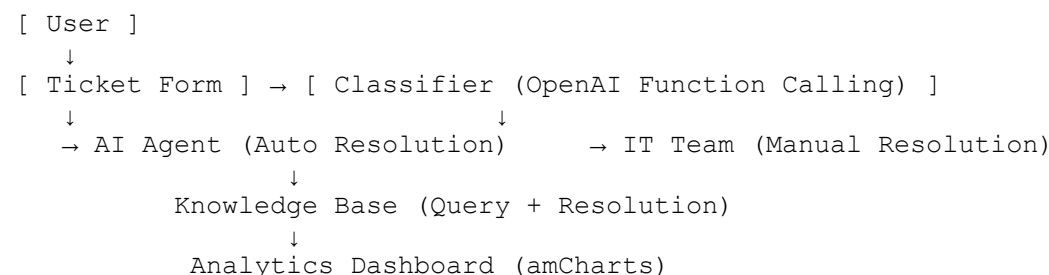 [ User ]
↓
[ Ticket Form ] → [ Classifier (OpenAI Function Calling) ]
↓ ↓
→ AI Agent (Auto Resolution) → IT Team (Manual Resolution)
↓
Knowledge Base (Query + Resolution)
↓
Analytics Dashboard (amCharts)